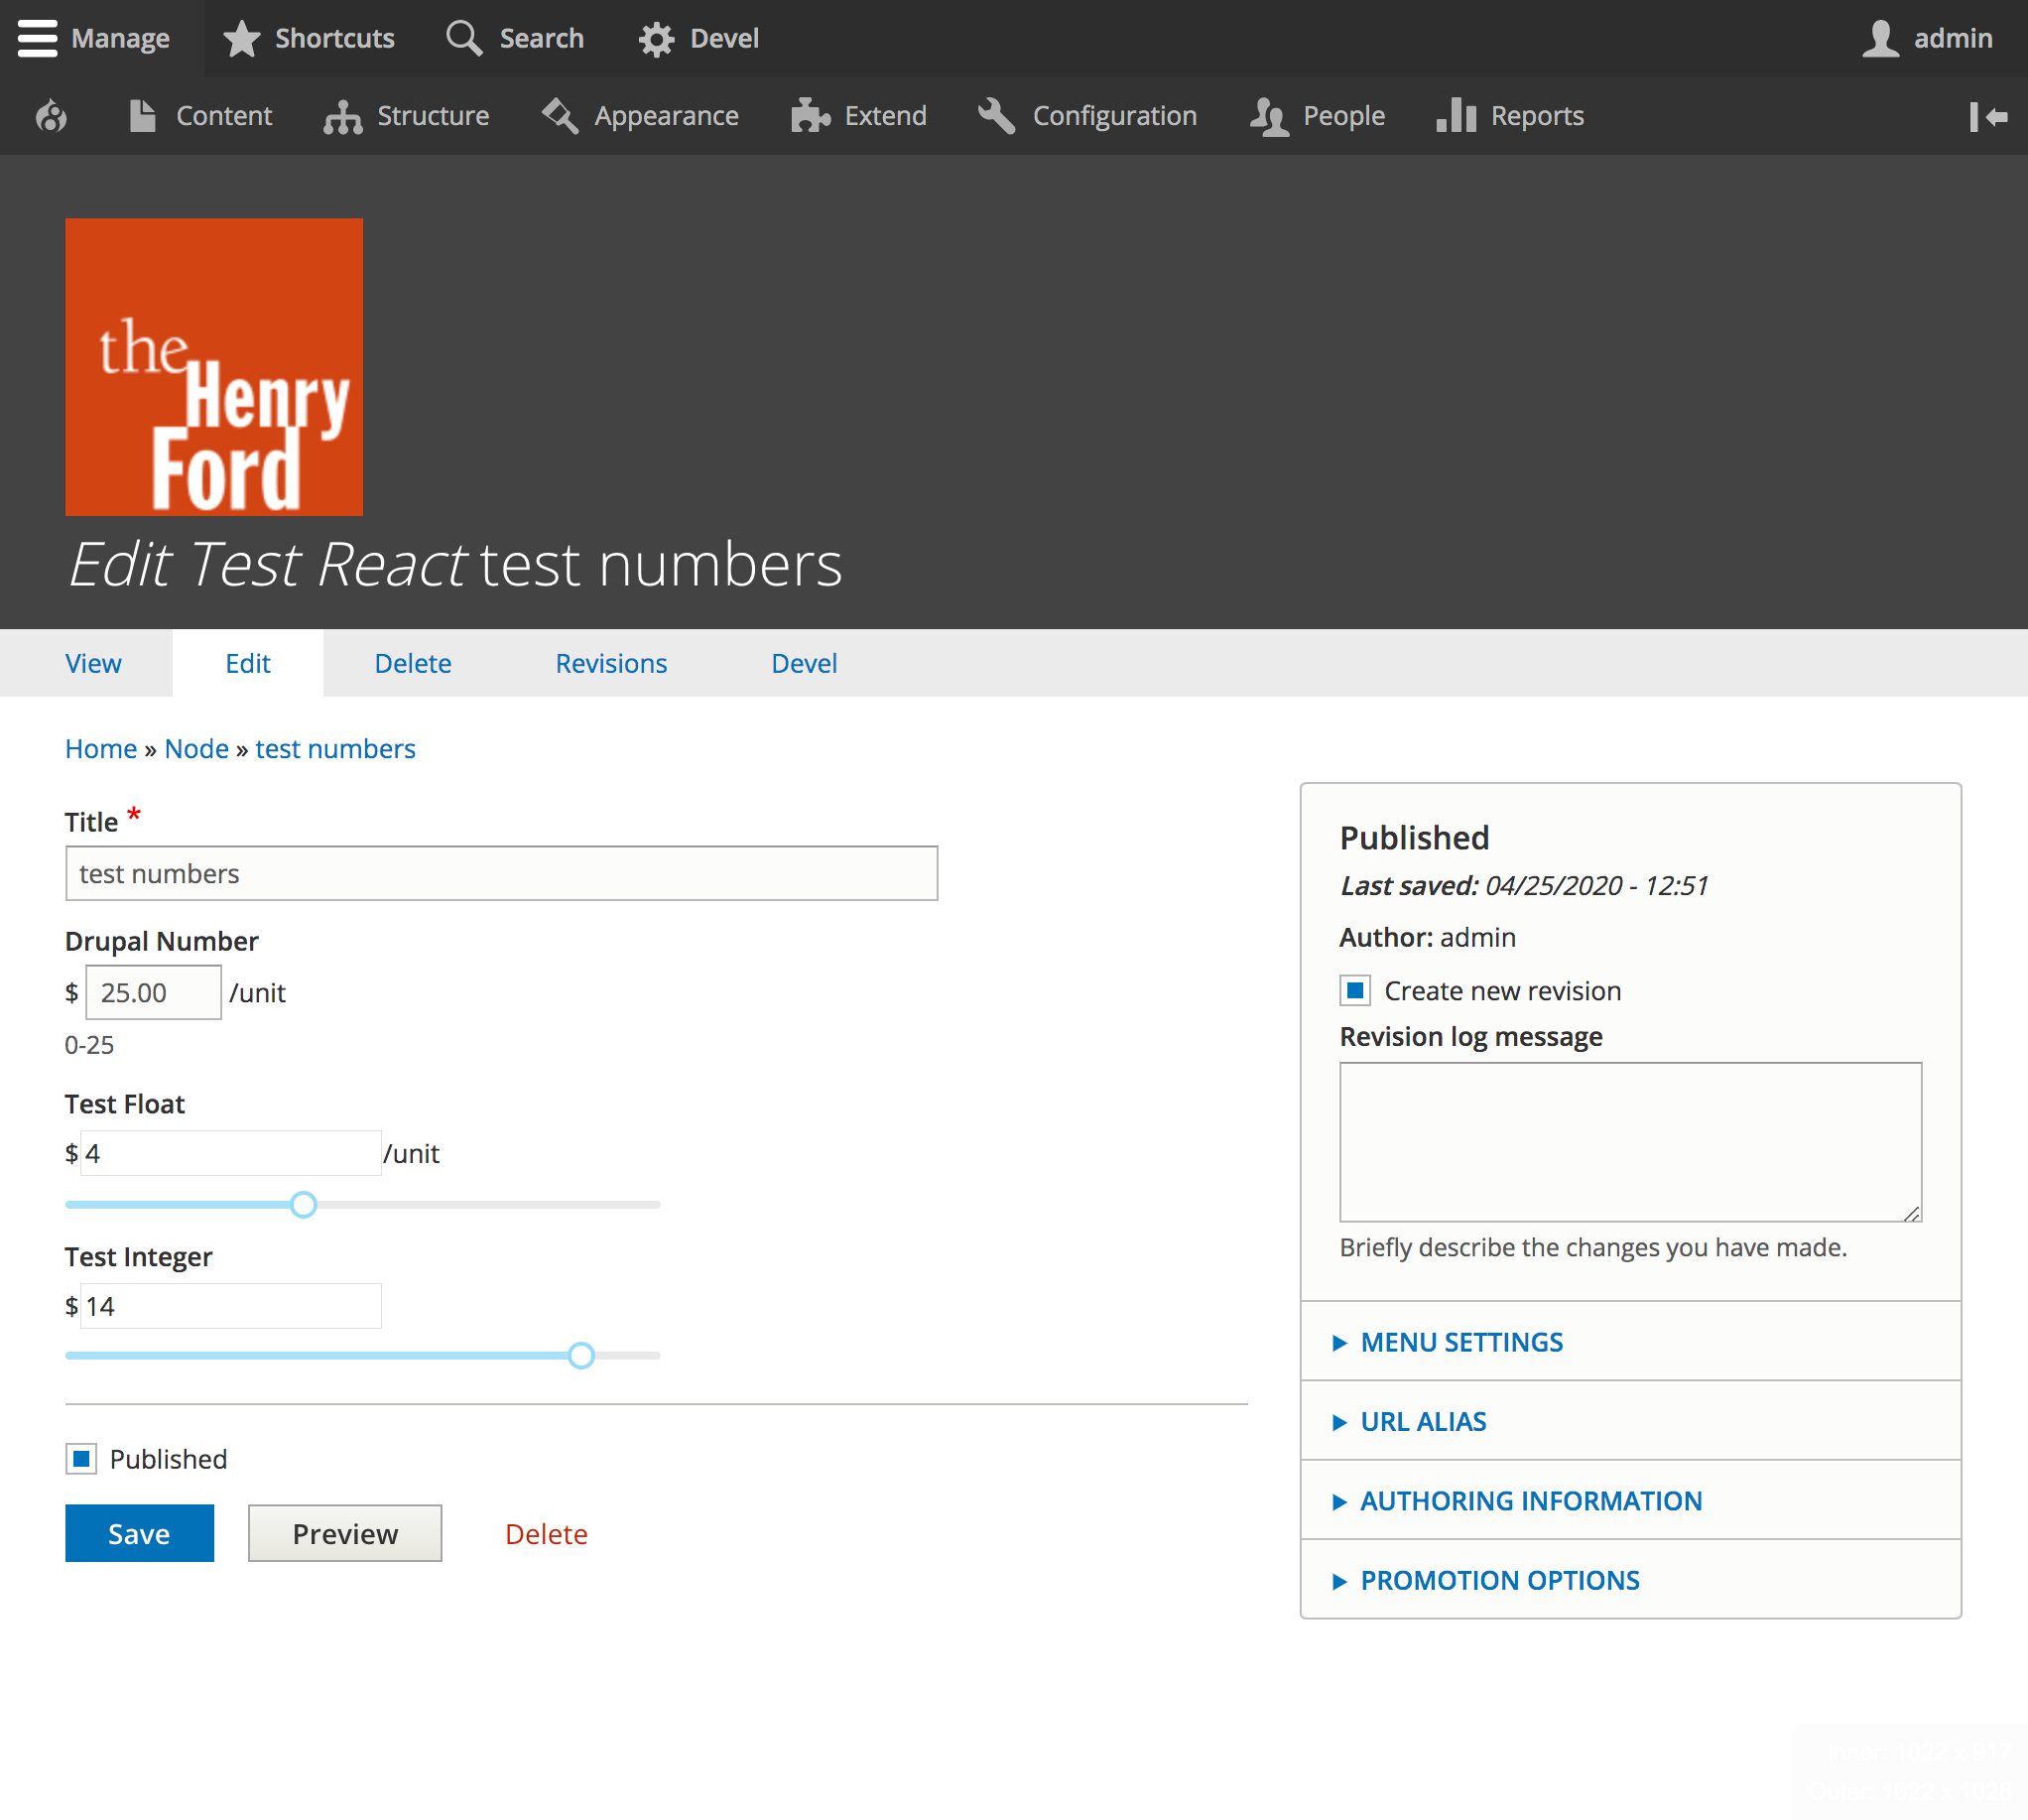 Manage Shortcuts Search Devel admin
Content Structure Appearance Extend Configuration People Reports
the
Henry
Ford
Edit Test React test numbers
View Edit Delete Revisions Devel
Home » Node » test numbers
Title *
test numbers
Drupal Number
$ 25.00 /unit
0-25
Test Float
$ 4 /unit
Test Integer
$ 14
Published
Save Preview Delete
Published
Last saved: 04/25/2020 - 12:51
Author: admin
Create new revision
Revision log message
Briefly describe the changes you have made.
MENU SETTINGS
URL ALIAS
AUTHORING INFORMATION
PROMOTION OPTIONS